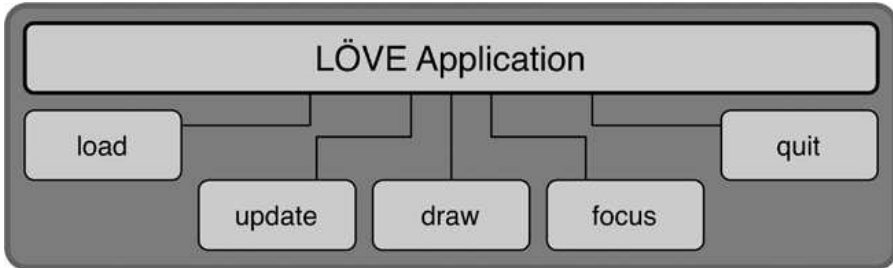 LÖVE Application
load
quit
update
draw
focus